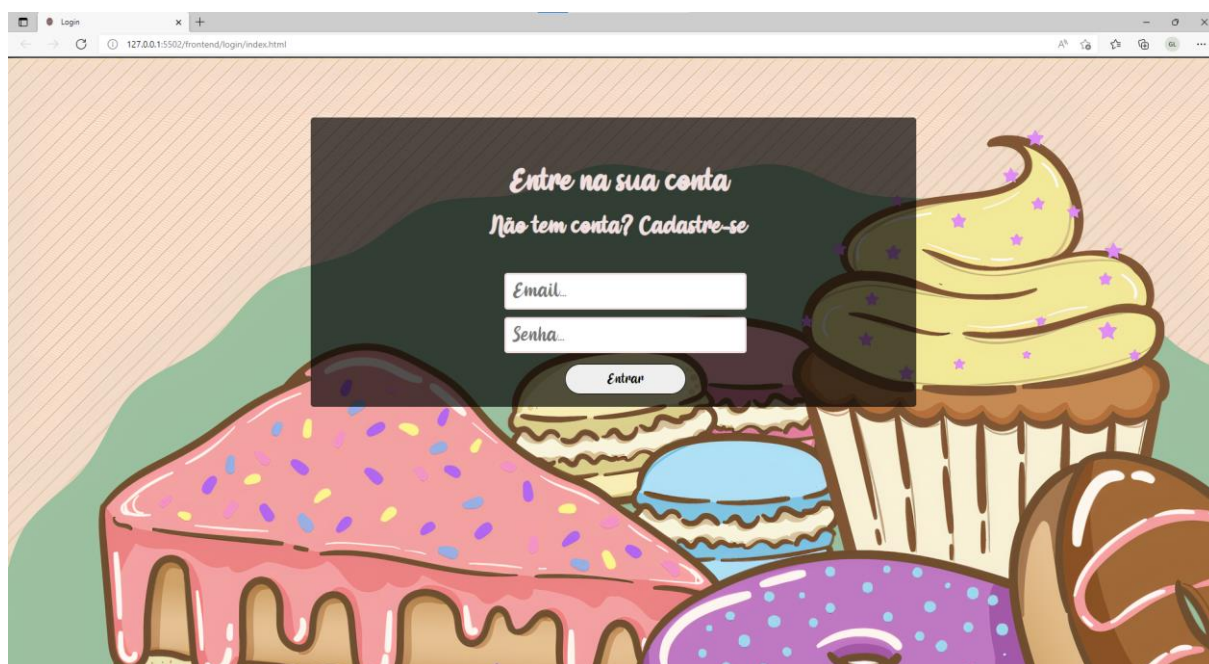 Login
127.0.0.1:5502/frontend/login/index.html
GL
Entre na sua conta
Não tem conta? Cadastre-se
Email...
Senha...
Entrar